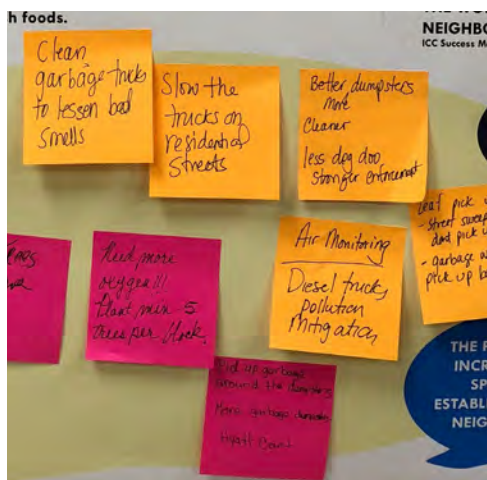 h foods.
NEIGHBO
ICC Success M
Clean
garbage trucks
to lessen bad
smells
Slow the
trucks on
residential
Streets
Better dumpsters
more
Cleaner
less dog doo
Stronger enforcement
leaf pick u
- street sweep
pick u
- garbage
pick up
Air Monitoring
Diesel trucks
pollution
mitigation
Need more
oxygen!!!
Plant min 5
trees per block
Pick up garbage
around the dumpsters
More garbage dumpsters
Hyatt Court
THE P
INCR
SP
ESTABL
NEIG